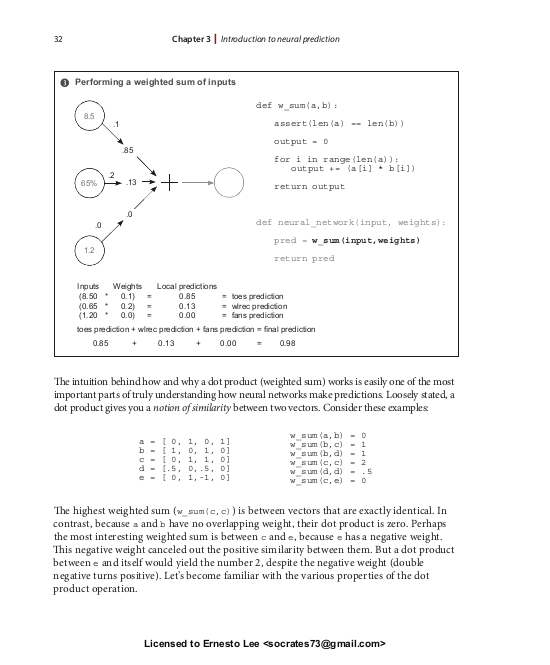 32
Chapter 3 | Introduction to neural prediction
3 Performing a weighted sum of inputs
8.5
.1
.85
65%
.2
.13
.0
.0
1.2
def w_sum(a,b):
assert(len(a) == len(b))
output = 0
for i in range(len(a)):
output += (a[i] * b[i])
return output
def neural_network(input, weights):
pred = w_sum(input,weights)
return pred
Inputs Weights Local predictions
(8.50 * 0.1) = 0.85 = toes prediction
(0.65 * 0.2) = 0.13 = wlrec prediction
(1.20 * 0.0) = 0.00 = fans prediction
toes prediction + wlrec prediction + fans prediction = final prediction
0.85 + 0.13 + 0.00 = 0.98
The intuition behind how and why a dot product (weighted sum) works is easily one of the most
important parts of truly understanding how neural networks make predictions. Loosely stated, a
dot product gives you a notion of similarity between two vectors. Consider these examples:
a = [ 0, 1, 0, 1]
b = [ 1, 0, 1, 0]
c = [ 0, 1, 1, 0]
d = [.5, 0,.5, 0]
e = [ 0, 1,-1, 0]
w_sum(a,b) = 0
w_sum(b,c) = 1
w_sum(b,d) = 1
w_sum(c,c) = 2
w_sum(d,d) = .5
w_sum(c,e) = 0
The highest weighted sum (w_sum(c,c)) is between vectors that are exactly identical. In
contrast, because a and b have no overlapping weight, their dot product is zero. Perhaps
the most interesting weighted sum is between c and e, because e has a negative weight.
This negative weight canceled out the positive similarity between them. But a dot product
between e and itself would yield the number 2, despite the negative weight (double
negative turns positive). Let's become familiar with the various properties of the dot
product operation.
Licensed to Ernesto Lee <socrates73@gmail.com>